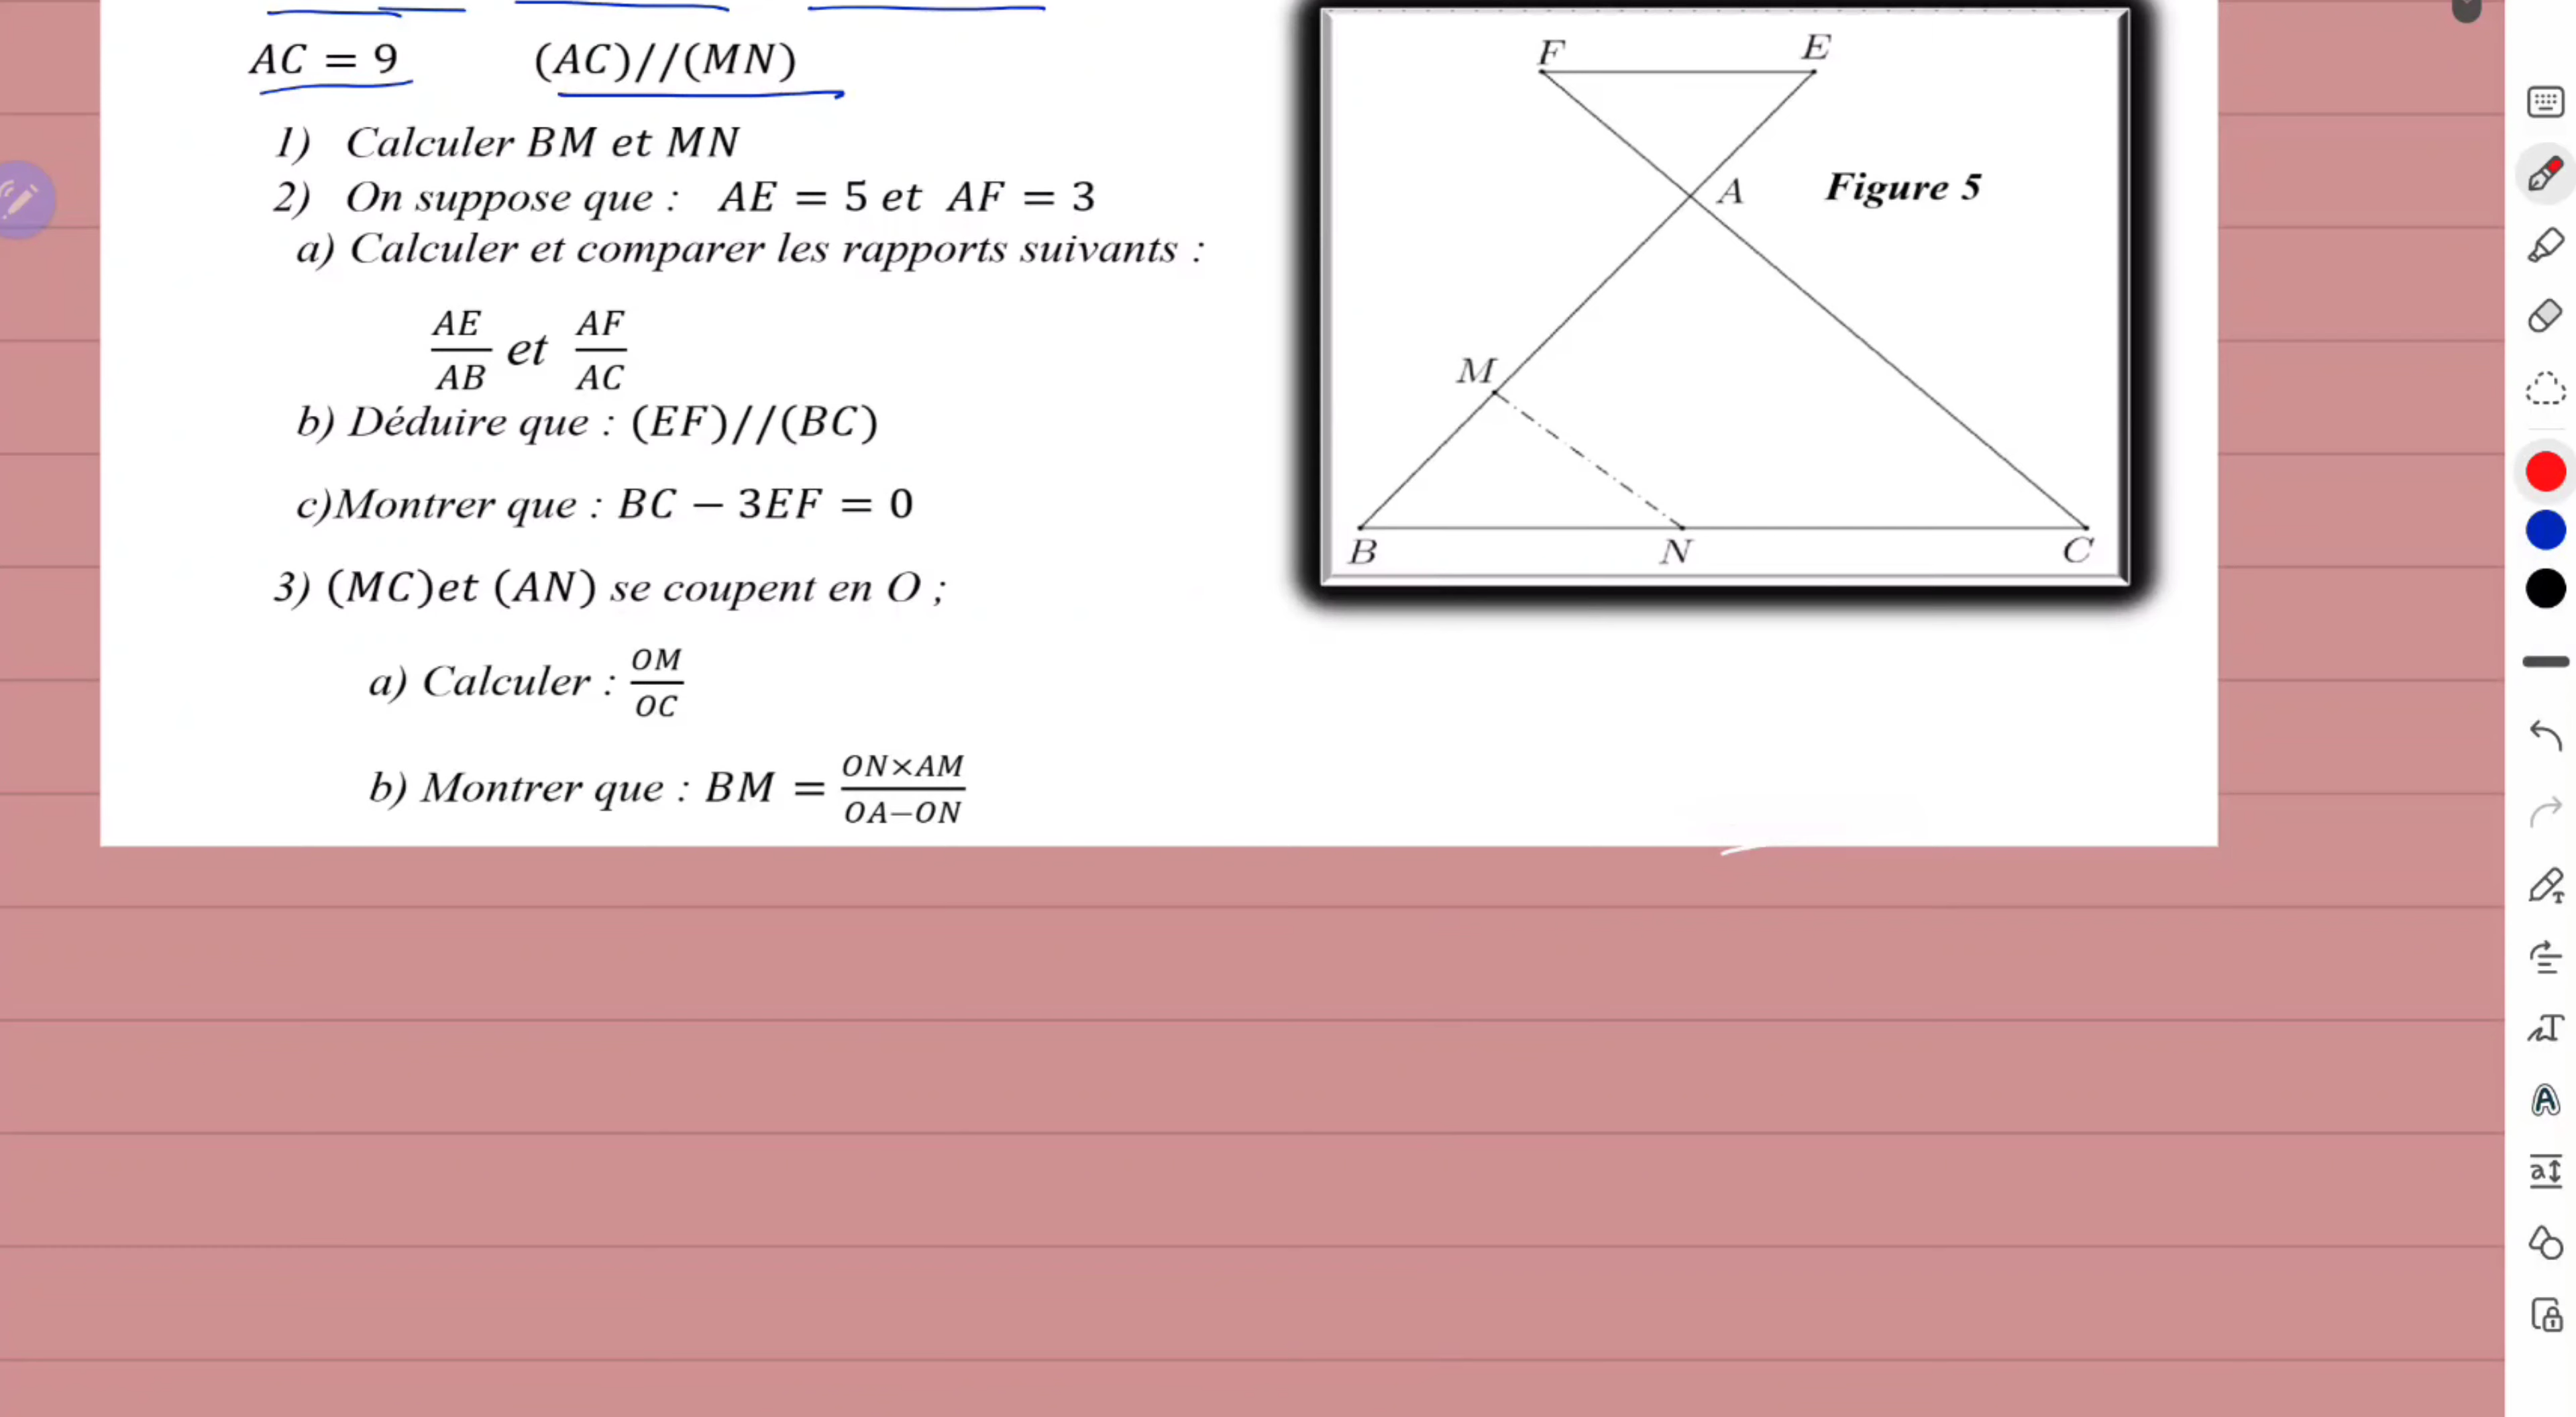 AC = 9 (AC)//(MN)
1) Calculer BM et MN
2) On suppose que : AE = 5 et AF = 3
a) Calculer et comparer les rapports suivants :
AE/AB et AF/AC
b) Déduire que : (EF)//(BC)
c)Montrer que : BC − 3EF = 0
3) (MC)et (AN) se coupent en O ;
a) Calculer : OM/OC
b) Montrer que : BM = ON×AM/OA−ON
F E
A Figure 5
M
B N C